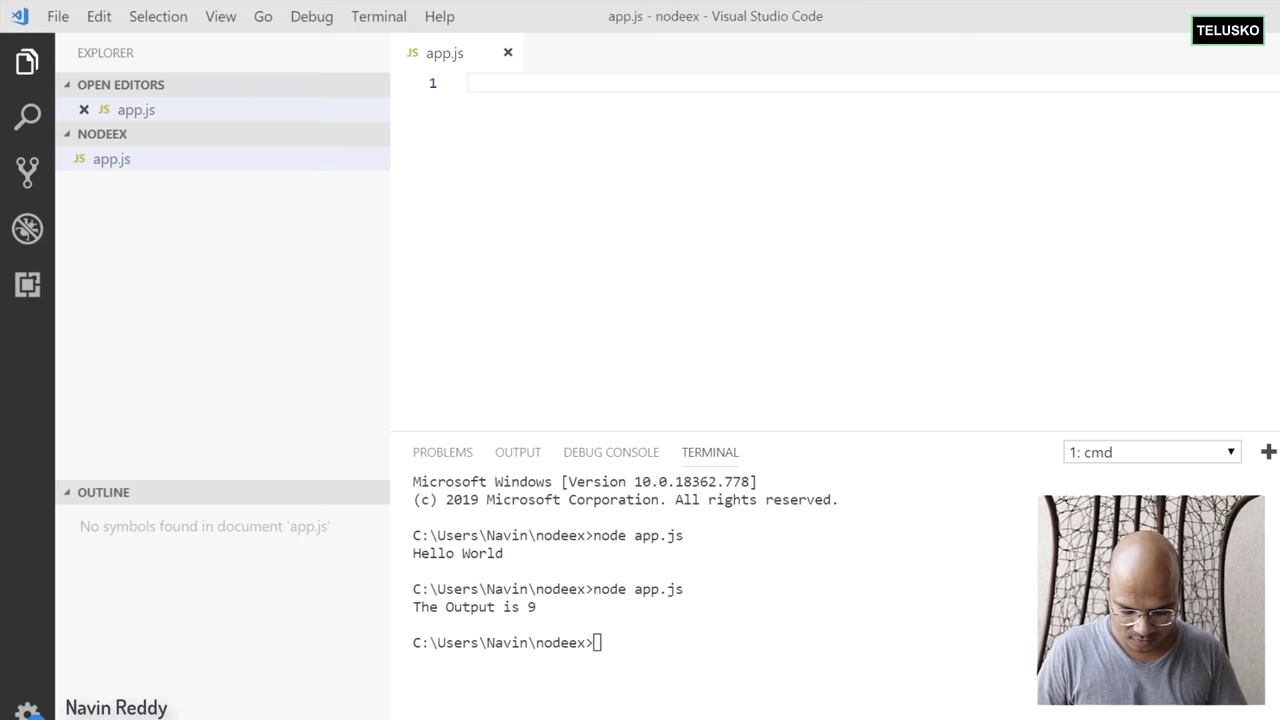 File Edit Selection View Go Debug Terminal Help app.js - nodeex - Visual Studio Code
TELUSKO
EXPLORER
OPEN EDITORS
JS app.js
NODEEX
JS app.js
OUTLINE
No symbols found in document 'app.js'
JS app.js
1
PROBLEMS OUTPUT DEBUG CONSOLE TERMINAL 1: cmd
Microsoft Windows [Version 10.0.18362.778]
(c) 2019 Microsoft Corporation. All rights reserved.
C:\Users\Navin\nodeex>node app.js
Hello World
C:\Users\Navin\nodeex>node app.js
The Output is 9
C:\Users\Navin\nodeex>
Navin Reddy